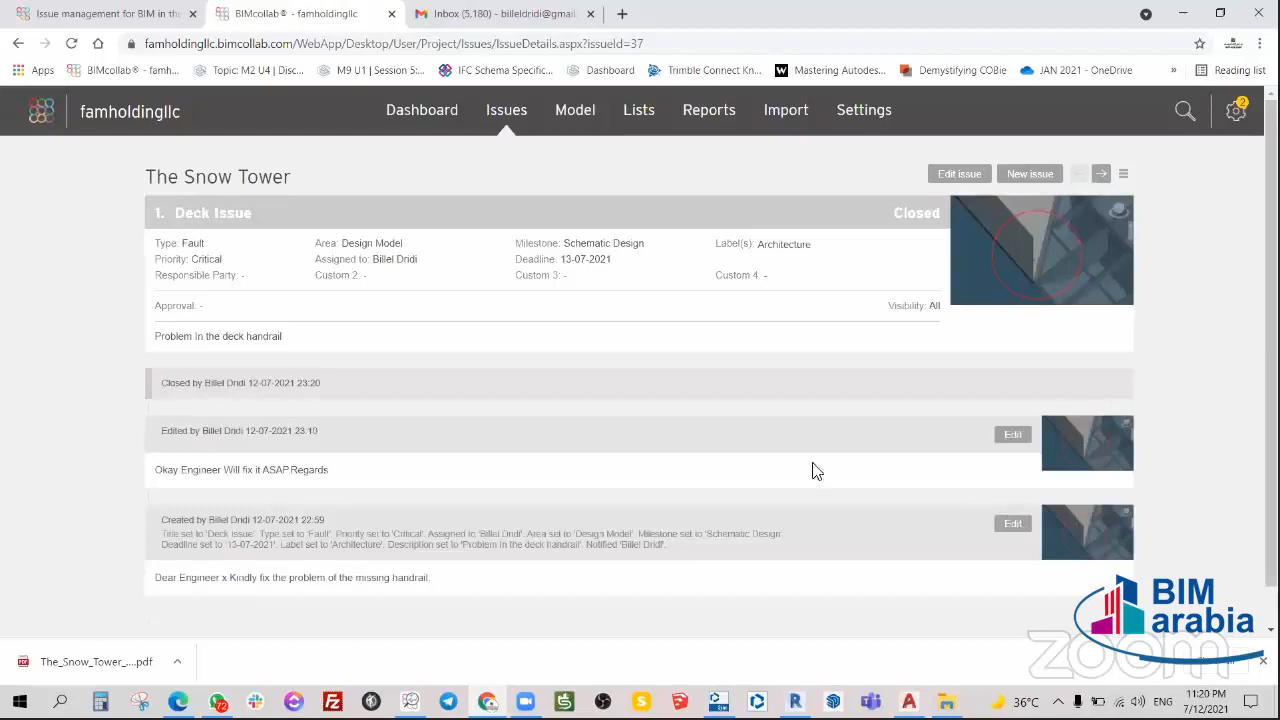 Issue management for BIM in the
BIMcollab® - famholdingllc
Inbox (5,180) - billeldridi@gmai
famholdingllc.bimcollab.com/WebApp/Desktop/User/Project/Issues/IssueDetails.aspx?issueId=37
Apps
BIMcollab® - famh...
Topic: M2 U4 | Disc...
M9 U1 | Session 5:...
IFC Schema Specific...
Dashboard
Trimble Connect Kn...
Mastering Autodes...
Demystifying COBie
JAN 2021 - OneDrive
»
Reading list
famholdingllc
Dashboard
Issues
Model
Lists
Reports
Import
Settings
2
The Snow Tower
Edit issue
New issue
1. Deck Issue
Closed
Type: Fault
Area: Design Model
Milestone: Schematic Design
Label(s): Architecture
Priority: Critical
Assigned to: Billel Dridi
Deadline: 13-07-2021
Responsible Party: -
Custom 2: -
Custom 3: -
Custom 4: -
Approval: -
Visibility: All
Problem In the deck handrail
Closed by Billel Dridi 12-07-2021 23:20
Edited by Billel Dridi 12-07-2021 23:10
Edit
Okay Engineer Will fix it ASAP Regards
Created by Billel Dridi 12-07-2021 22:59
Edit
Title set to 'Deck Issue'. Type set to 'Fault'. Priority set to 'Critical'. Assigned to 'Billel Dridi'. Area set to 'Design Model'. Milestone set to 'Schematic Design'.
Deadline set to '13-07-2021'. Label set to 'Architecture'. Description set to 'Problem In the deck handrail'. Notified 'Billel Dridi'.
Dear Engineer x Kindly fix the problem of the missing handrail.
BIM
arabia
zoom
The_Snow_Tower_....pdf
72
36°C
ENG
11:20 PM
7/12/2021